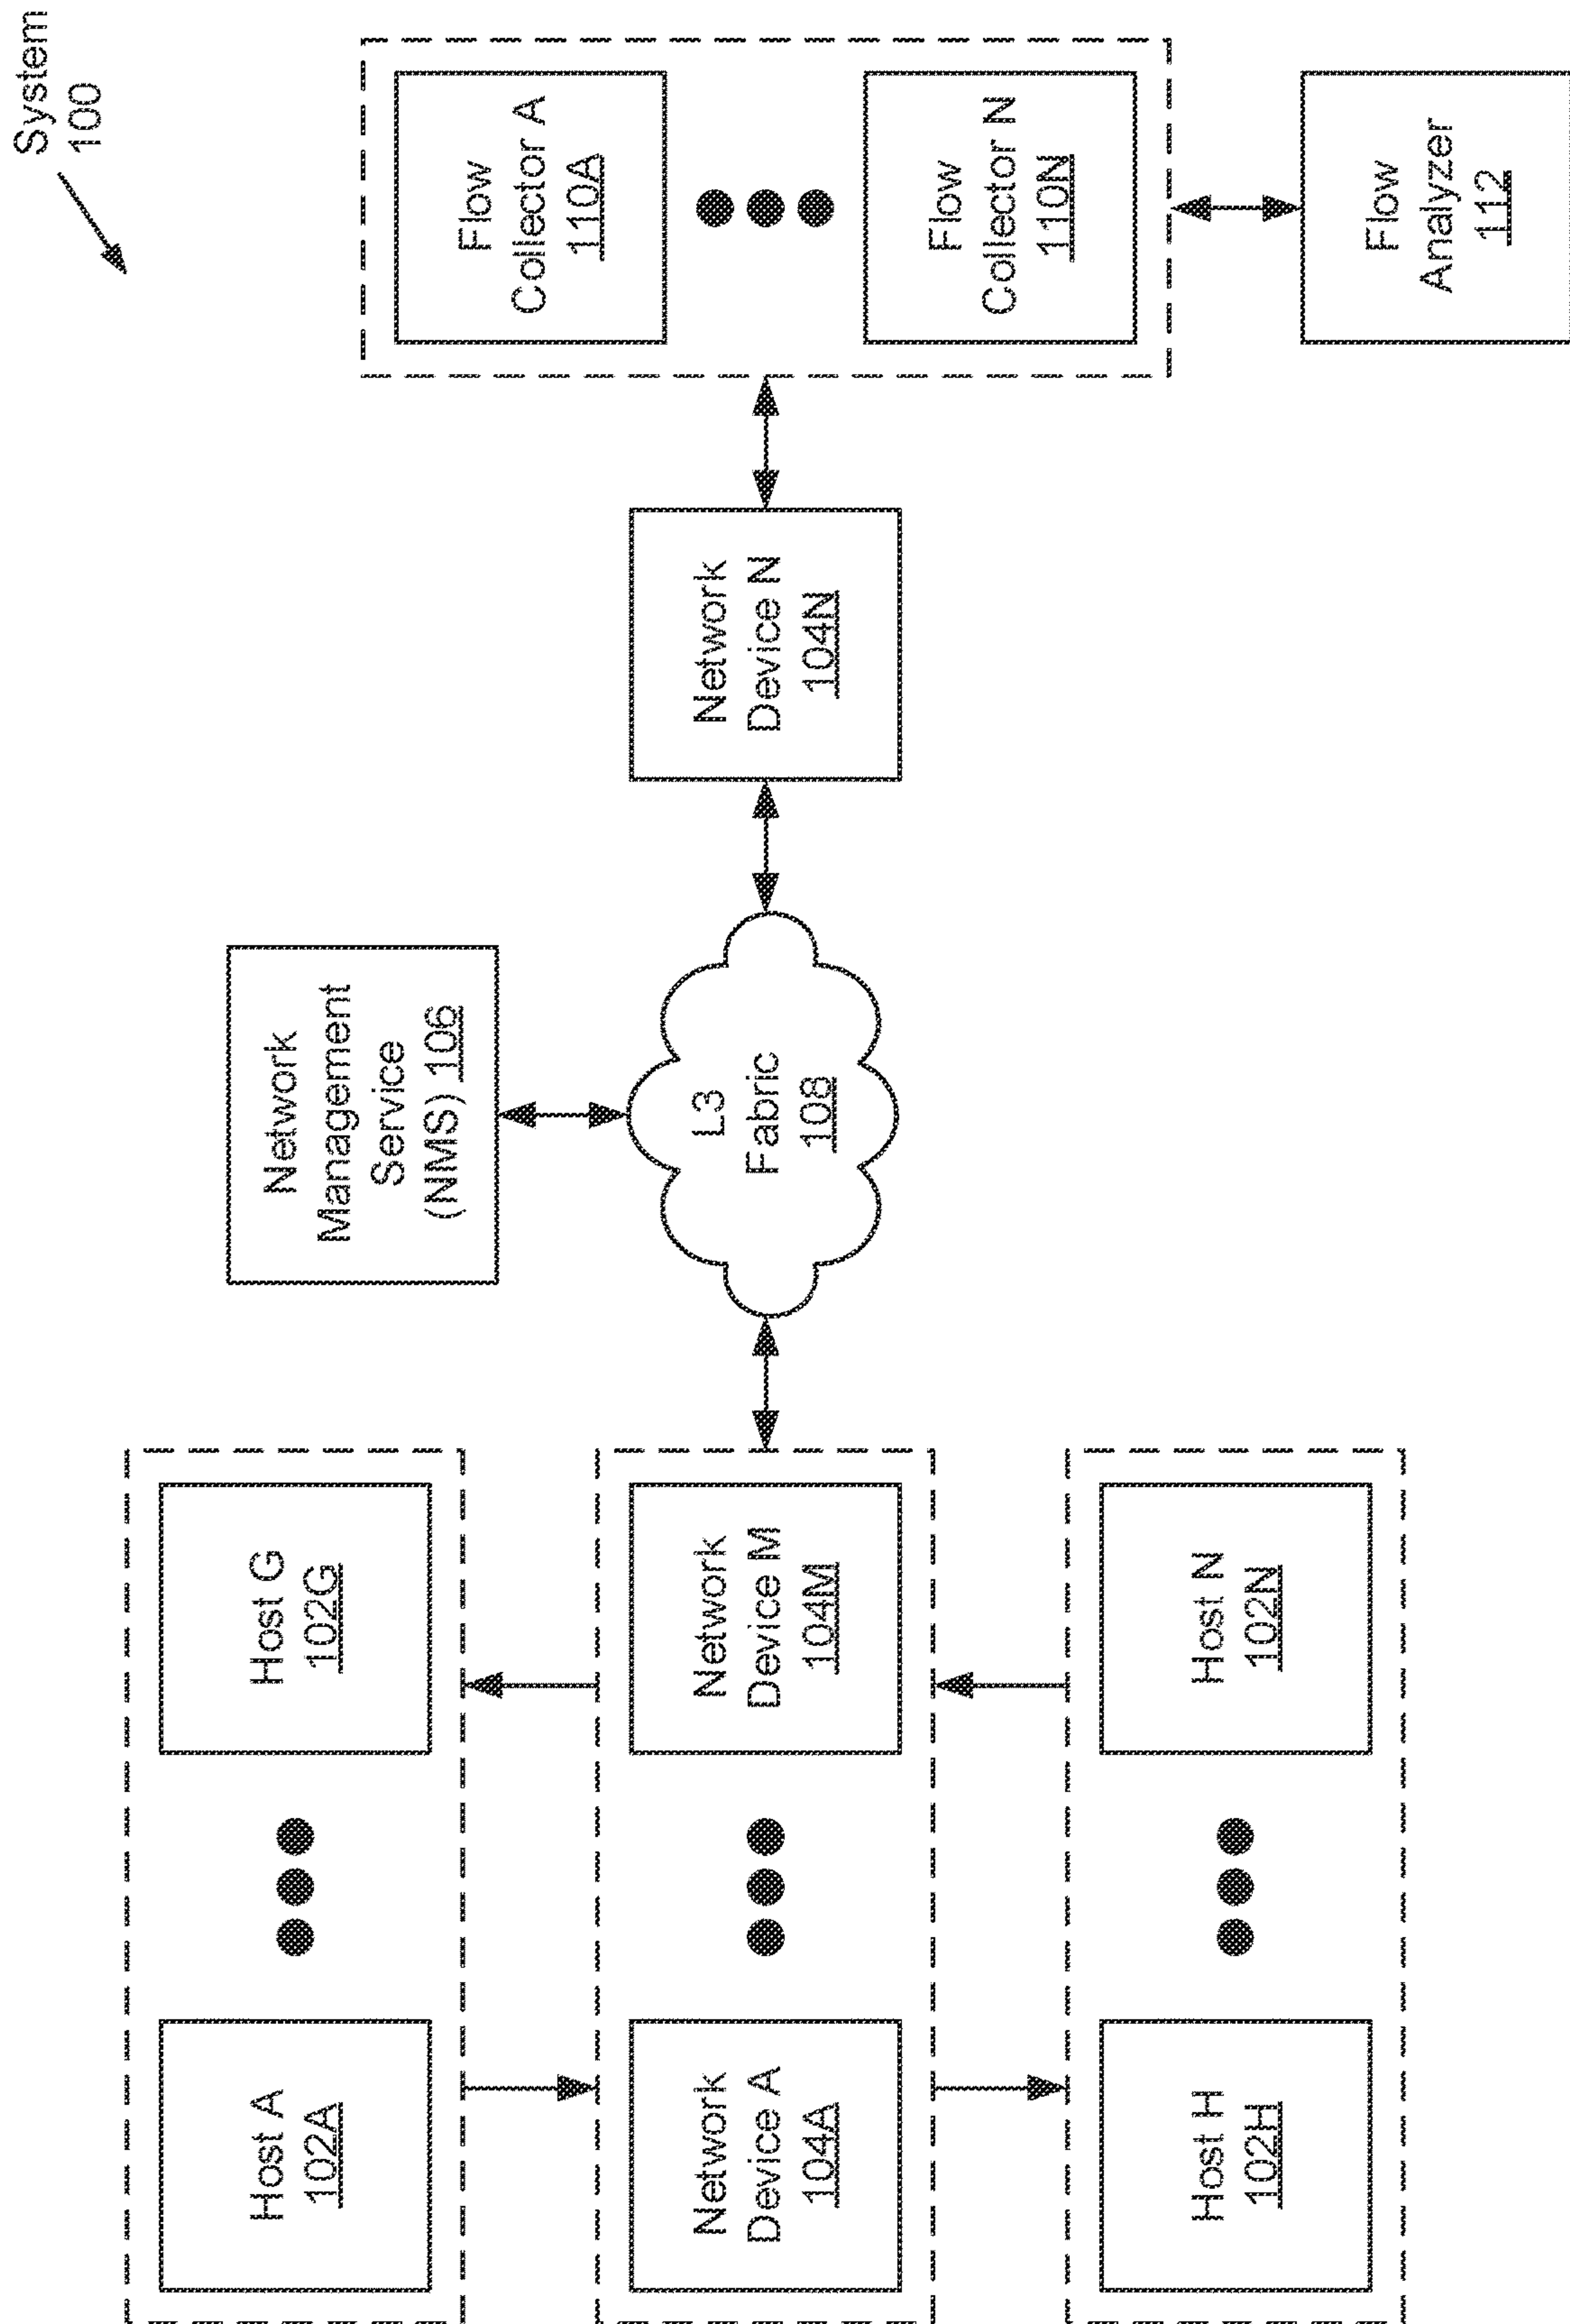 System
100
Host A
102A
Host G
102G
Network
Management
Service
(NMS) 106
Flow
Collector A
110A
Network
Device A
104A
Network
Device M
104M
L3
Fabric
108
Network
Device N
104N
Flow
Collector N
110N
Host H
102H
Host N
102N
Flow
Analyzer
112